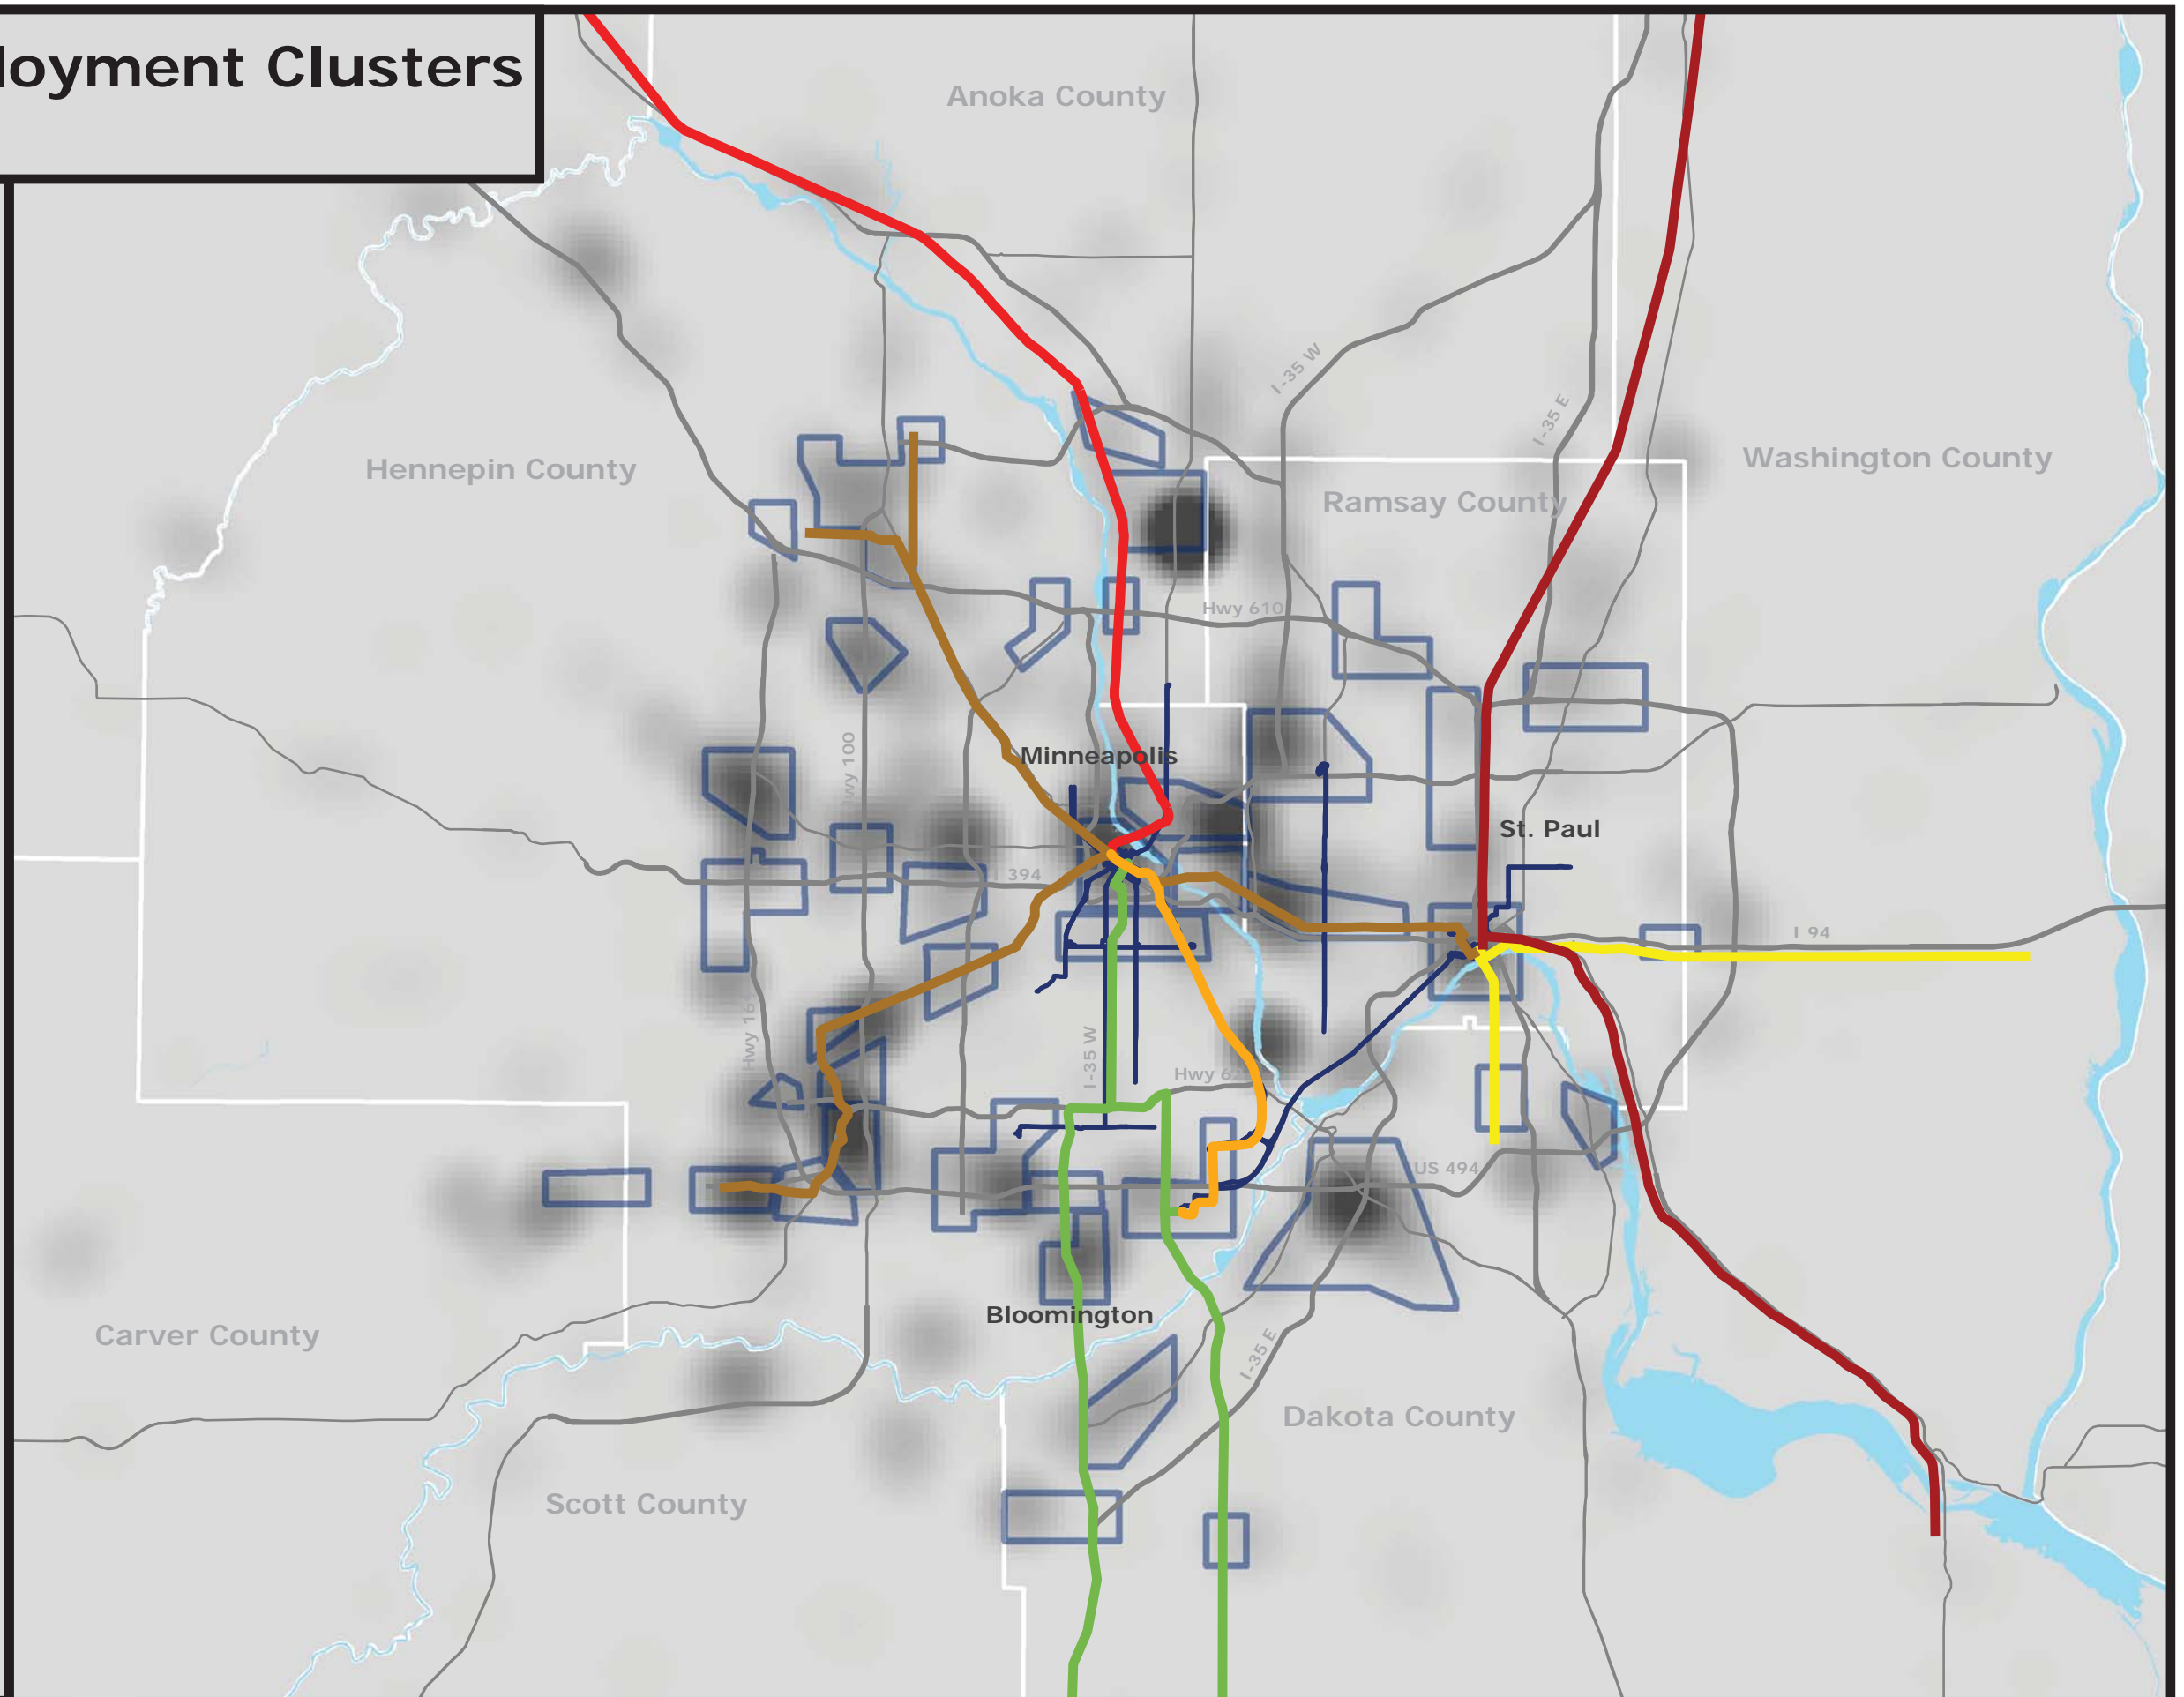 loyment Clusters
Anoka County
I-35 W
I-35 E
Hennepin County
Washington County
Ramsay County
Hwy 610
Minneapolis
Hwy 100
St. Paul
I 394
I 94
Hwy 16
I-35 W
Hwy 62
US 494
Bloomington
Carver County
I-35 E
Dakota County
Scott County